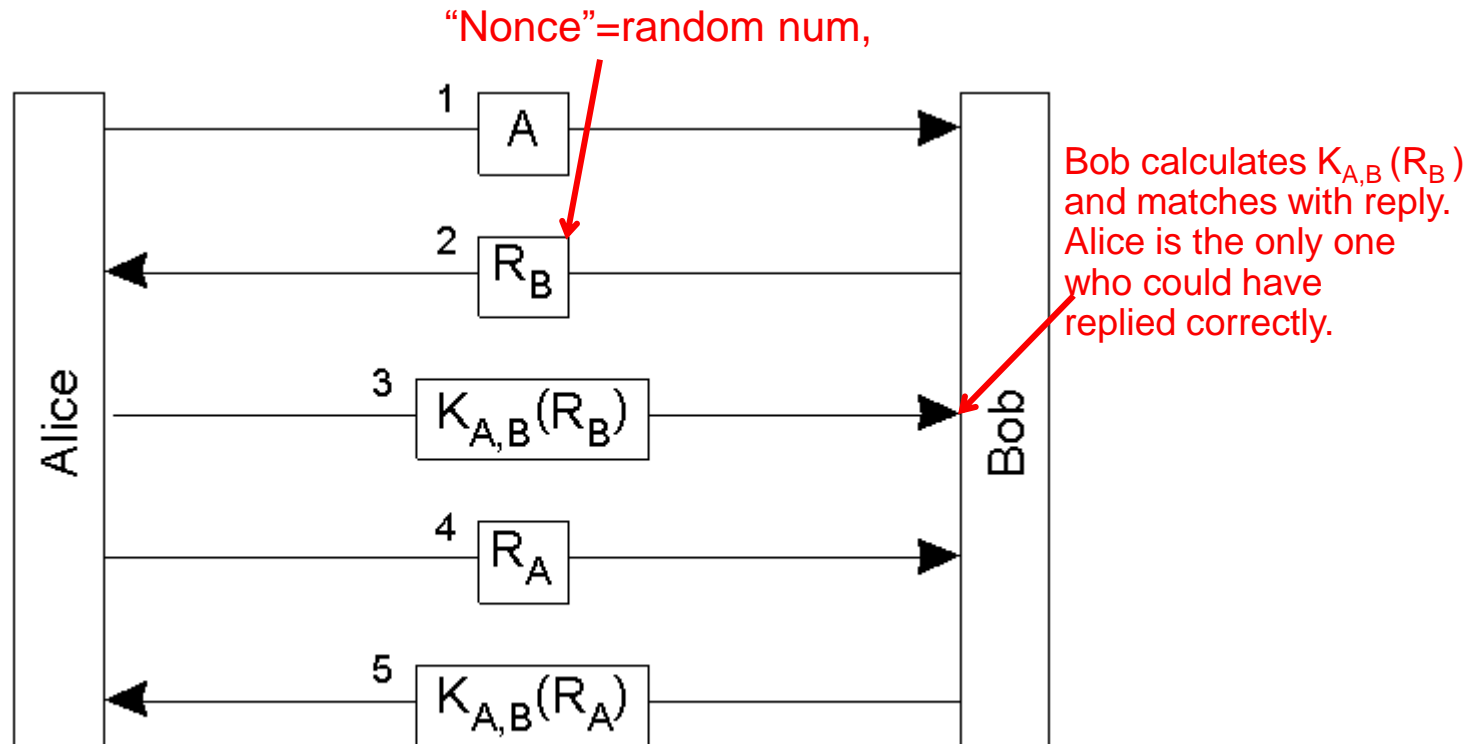 “Nonce”=random num,
1
A
Bob calculates K_A,B (R_B )
and matches with reply.
Alice is the only one
who could have
replied correctly.
2
R_B
Alice
Bob
3
K_A,B(R_B)
4
R_A
5
K_A,B(R_A)